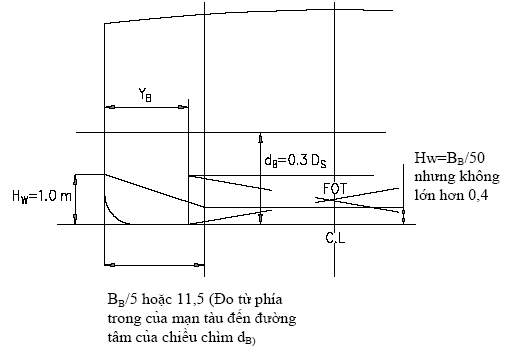 Y_B
d_B=0.3 D_S
H_W=1.0 m
FOT
C.L
Hw=B_B/50
nhưng không
lớn hơn 0,4
B_B/5 hoặc 11,5 (Đo từ phía
trong của mạn tàu đến đường
tâm của chiều chìm d_B)